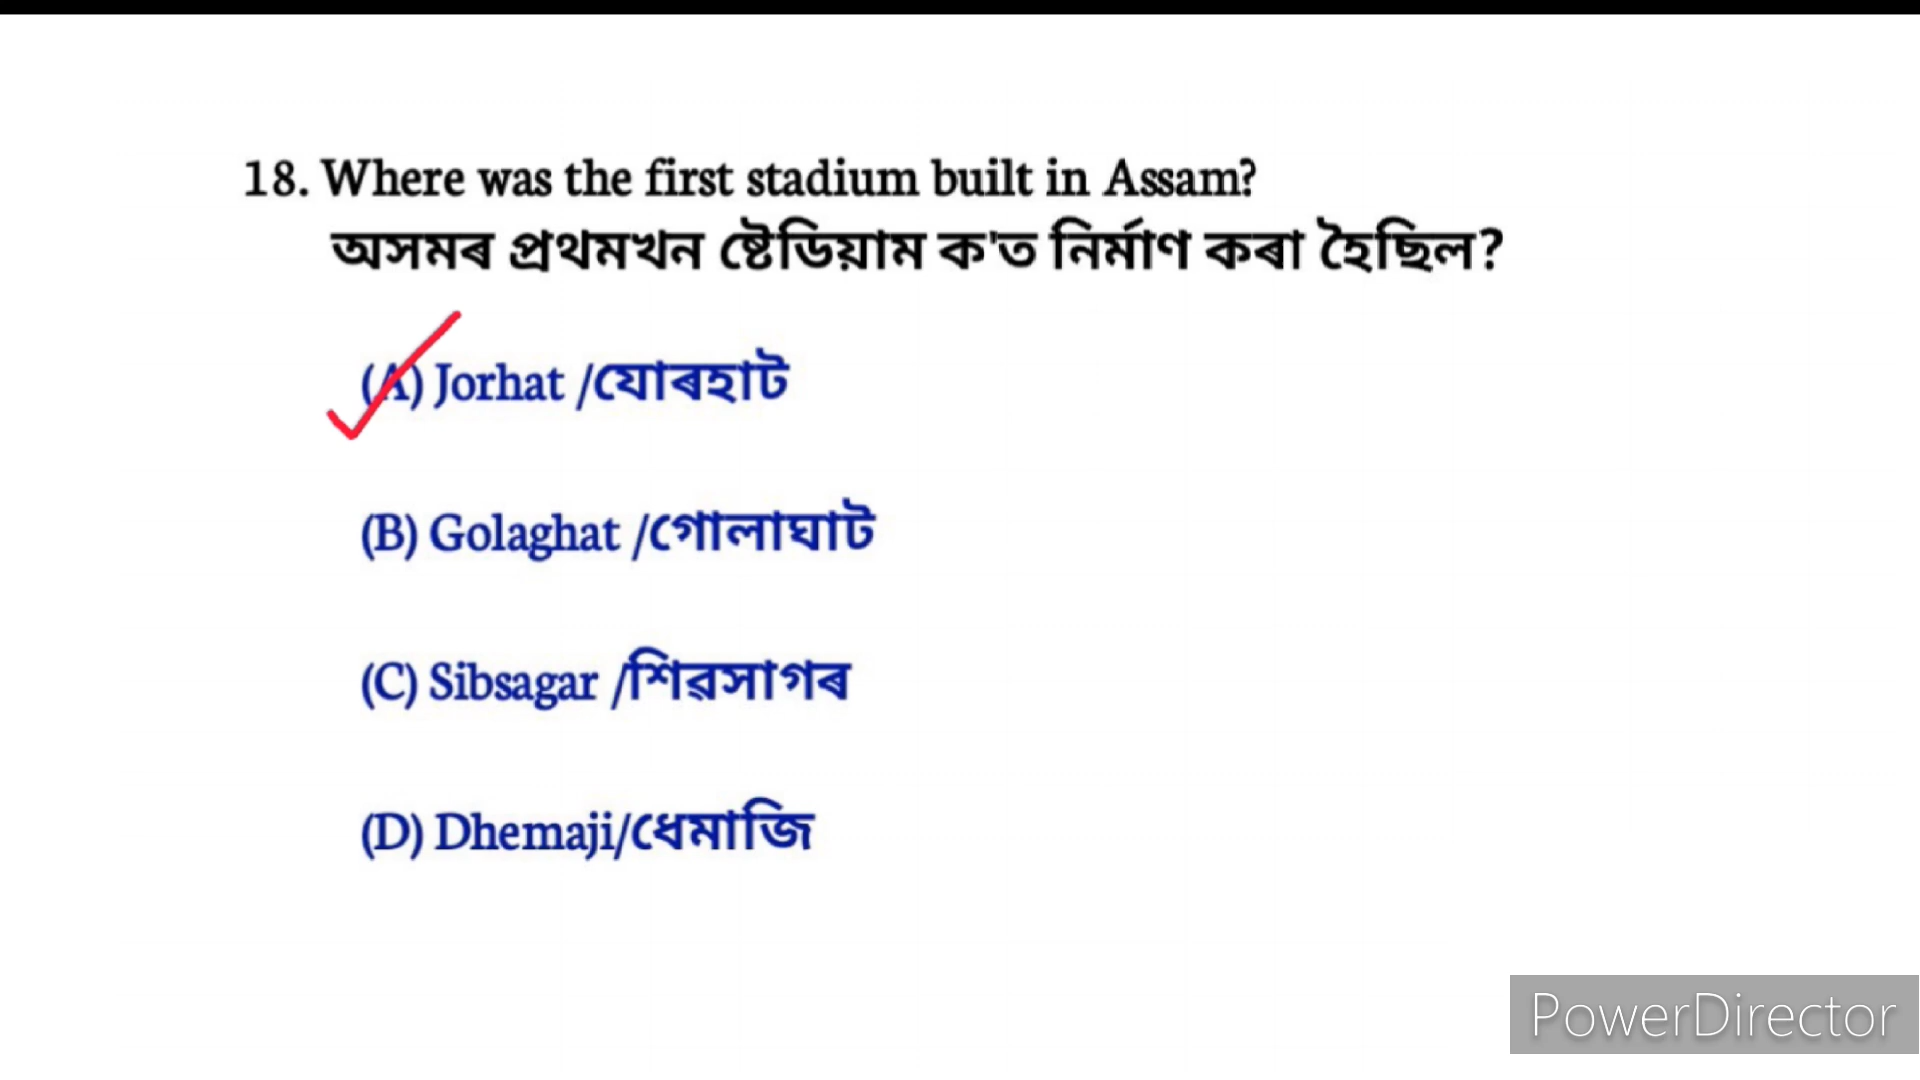 18. Where was the first stadium built in Assam?
অসমৰ প্ৰথমখন ষ্টেডিয়াম ক'ত নিৰ্মাণ কৰা হৈছিল?
(A) Jorhat /যোৰহাট
(B) Golaghat /গোলাঘাট
(C) Sibsagar /শিৱসাগৰ
(D) Dhemaji/ধেমাজি
PowerDirector